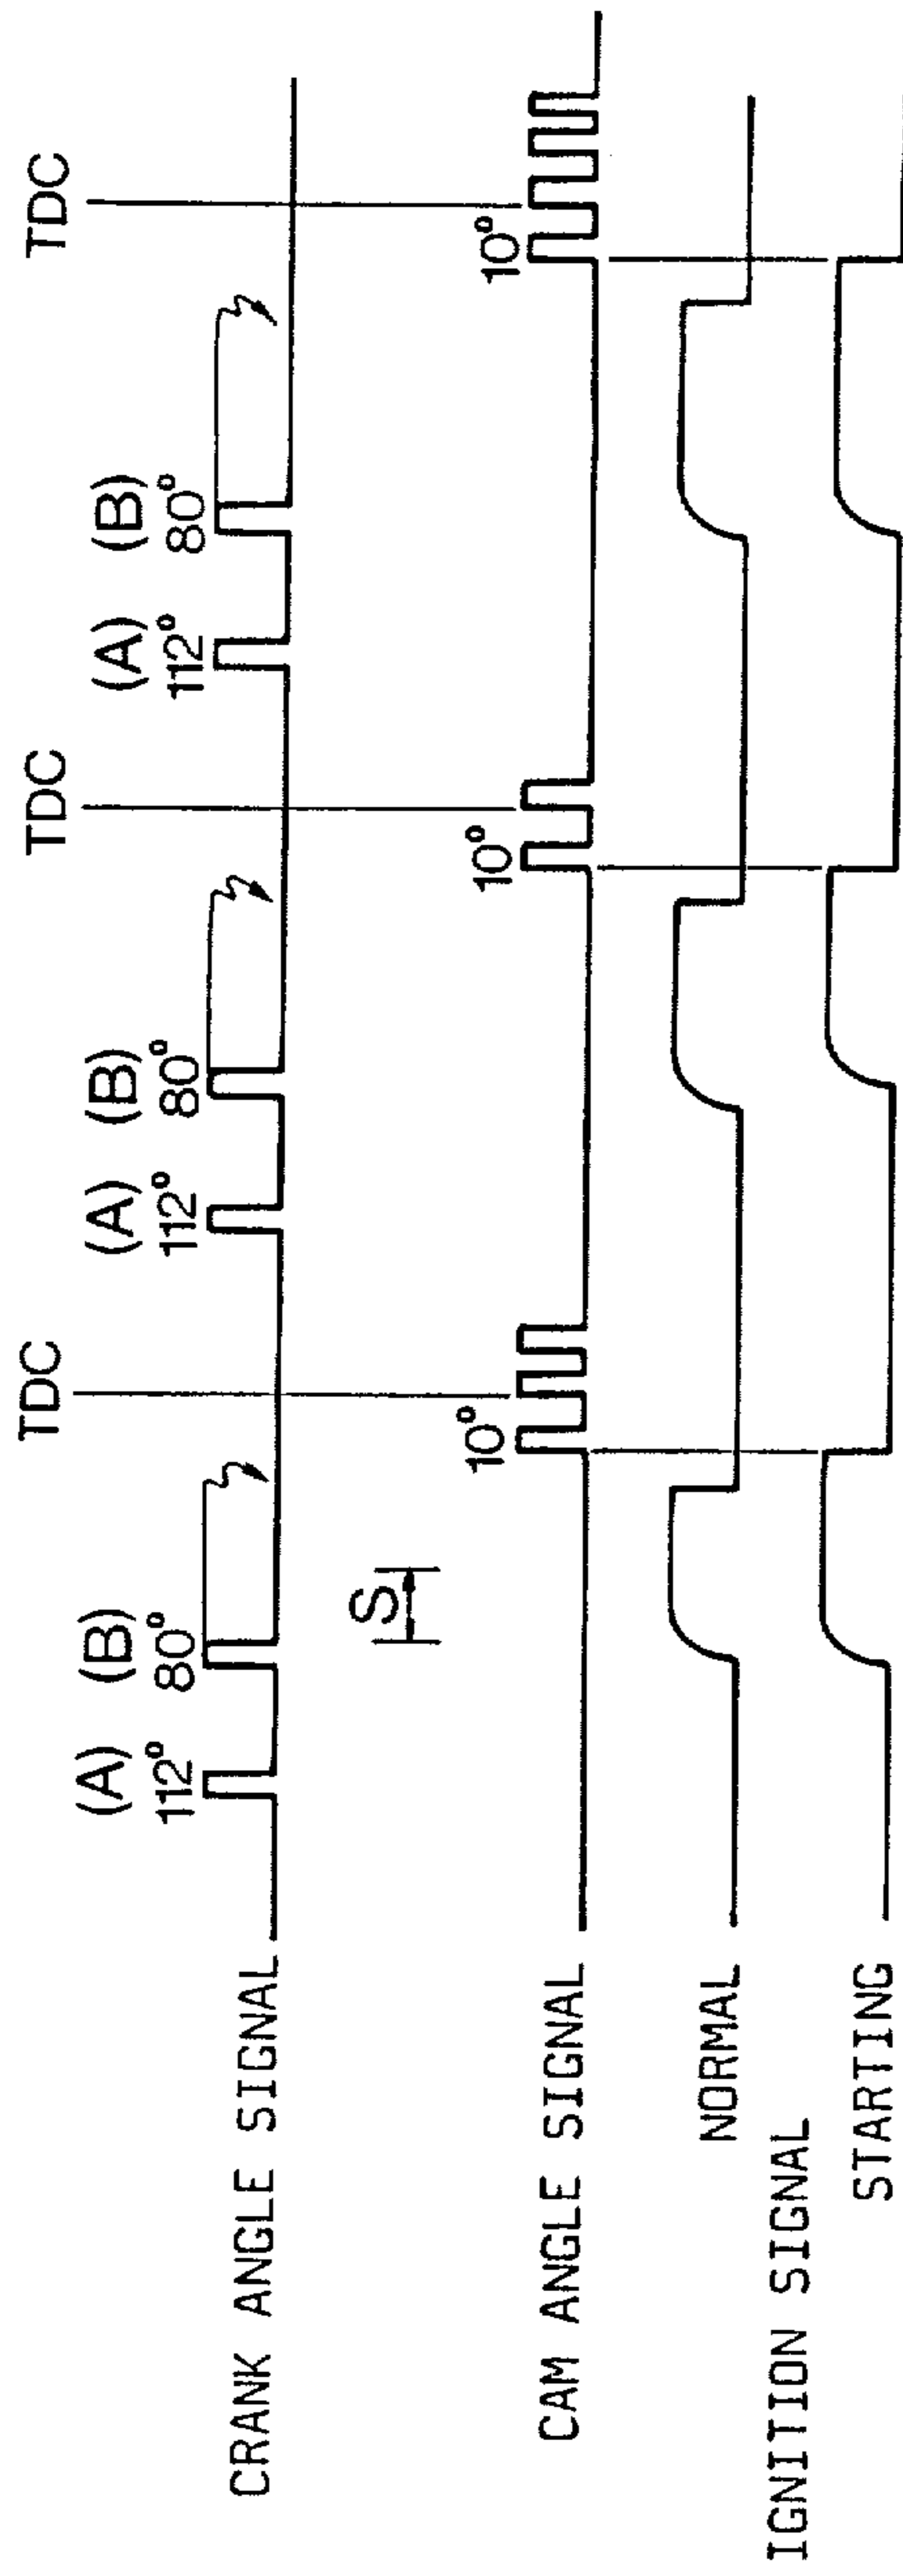 TDC TDC TDC
(A) (B) (A) (B) (A) (B)
112° 80° 112° 80° 112° 80°
CRANK ANGLE SIGNAL
S
10° 10° 10°
CAM ANGLE SIGNAL
NORMAL
IGNITION SIGNAL
STARTING